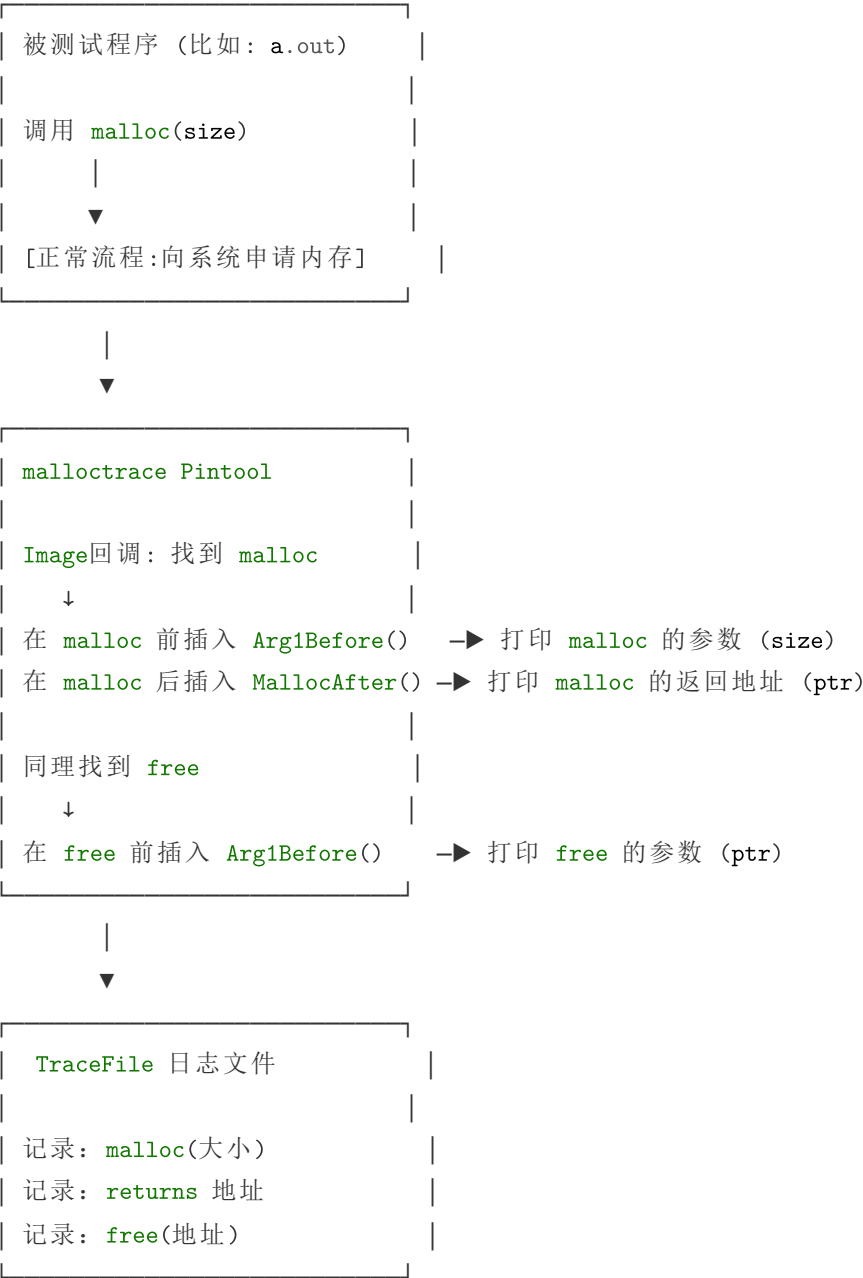 被测试程序 (比如: a.out)
调用 malloc(size)
[正常流程:向系统申请内存]
malloctrace Pintool
Image回调: 找到 malloc
↓
在 malloc 前插入 Arg1Before() —▶ 打印 malloc 的参数 (size)
在 malloc 后插入 MallocAfter() —▶ 打印 malloc 的返回地址 (ptr)
同理找到 free
↓
在 free 前插入 Arg1Before() —▶ 打印 free 的参数 (ptr)
TraceFile 日志文件
记录: malloc(大小)
记录: returns 地址
记录: free(地址)